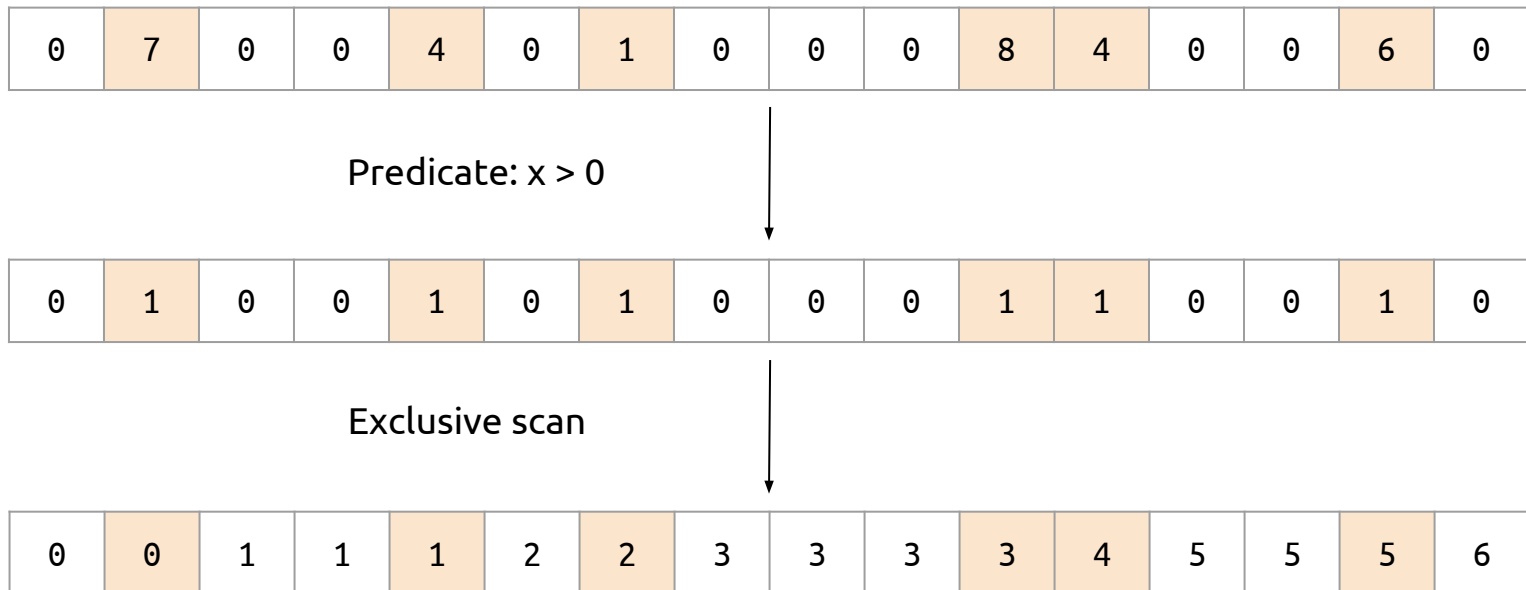 0 7 0 0 4 0 1 0 0 0 8 4 0 0 6 0
Predicate: x > 0
0 1 0 0 1 0 1 0 0 0 1 1 0 0 1 0
Exclusive scan
0 0 1 1 1 2 2 3 3 3 3 4 5 5 5 6